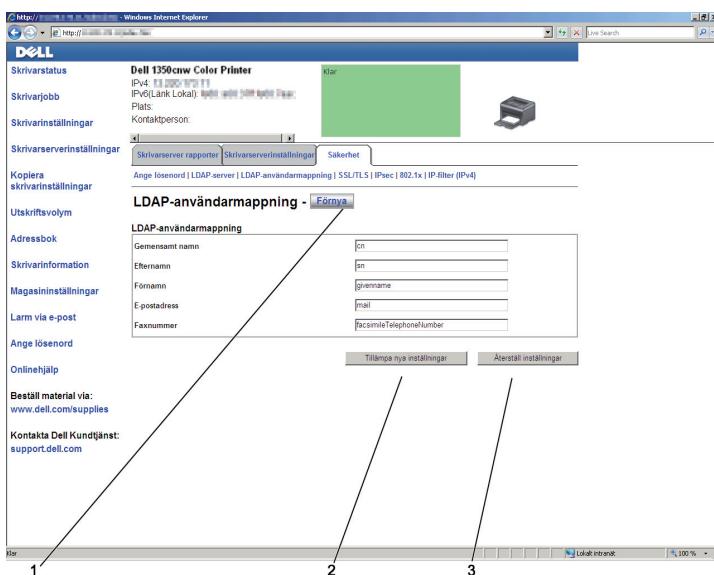 http:// - Windows Internet Explorer
http://
Live Search
DELL
Skrivarstatus
Skrivarjobb
Skrivarinställningar
Skrivarserverinställningar
Kopiera
skrivarinställningar
Utskriftsvolym
Adressbok
Skrivarinformation
Magasininställningar
Larm via e-post
Ange lösenord
Onlinehjälp
Beställ material via:
www.dell.com/supplies
Kontakta Dell Kundtjänst:
support.dell.com
Dell 1350cnw Color Printer
IPv4:
IPv6(Länk Lokal):
Plats:
Kontaktperson:
Klar
Skrivarserver rapporter Skrivarserverinställningar Säkerhet
Ange lösenord | LDAP-server | LDAP-användarmappning | SSL/TLS | IPsec | 802.1x | IP-filter (IPv4)
LDAP-användarmappning - Förnya
LDAP-användarmappning
Gemensamt namn cn
Efternamn sn
Förnamn givenname
E-postadress mail
Faxnummer facsimileTelephoneNumber
Tillämpa nya inställningar Återställ inställningar
Klar Lokalt intranät 100 %
1 2 3